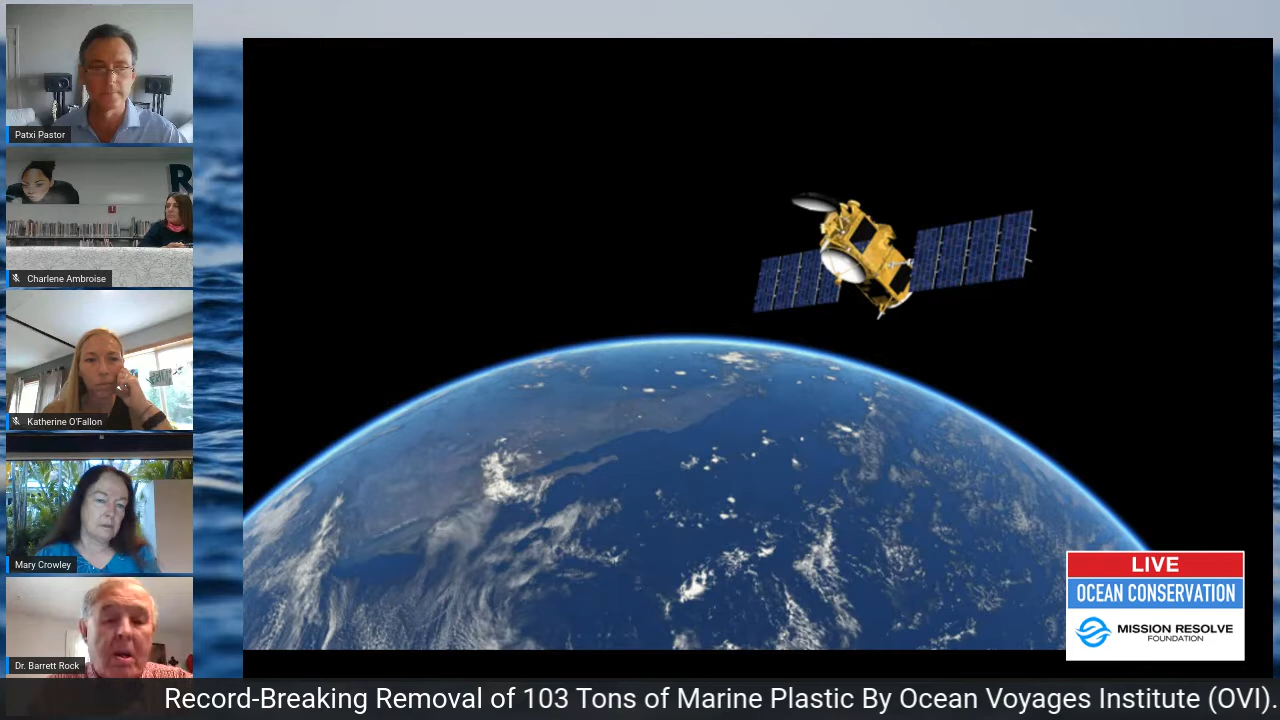 Patxi Pastor
R
Charlene Ambroise
Katherine O'Fallon
Mary Crowley
Dr. Barrett Rock
LIVE
OCEAN CONSERVATION
MISSION RESOLVE
FOUNDATION
Record-Breaking Removal of 103 Tons of Marine Plastic By Ocean Voyages Institute (OVI).